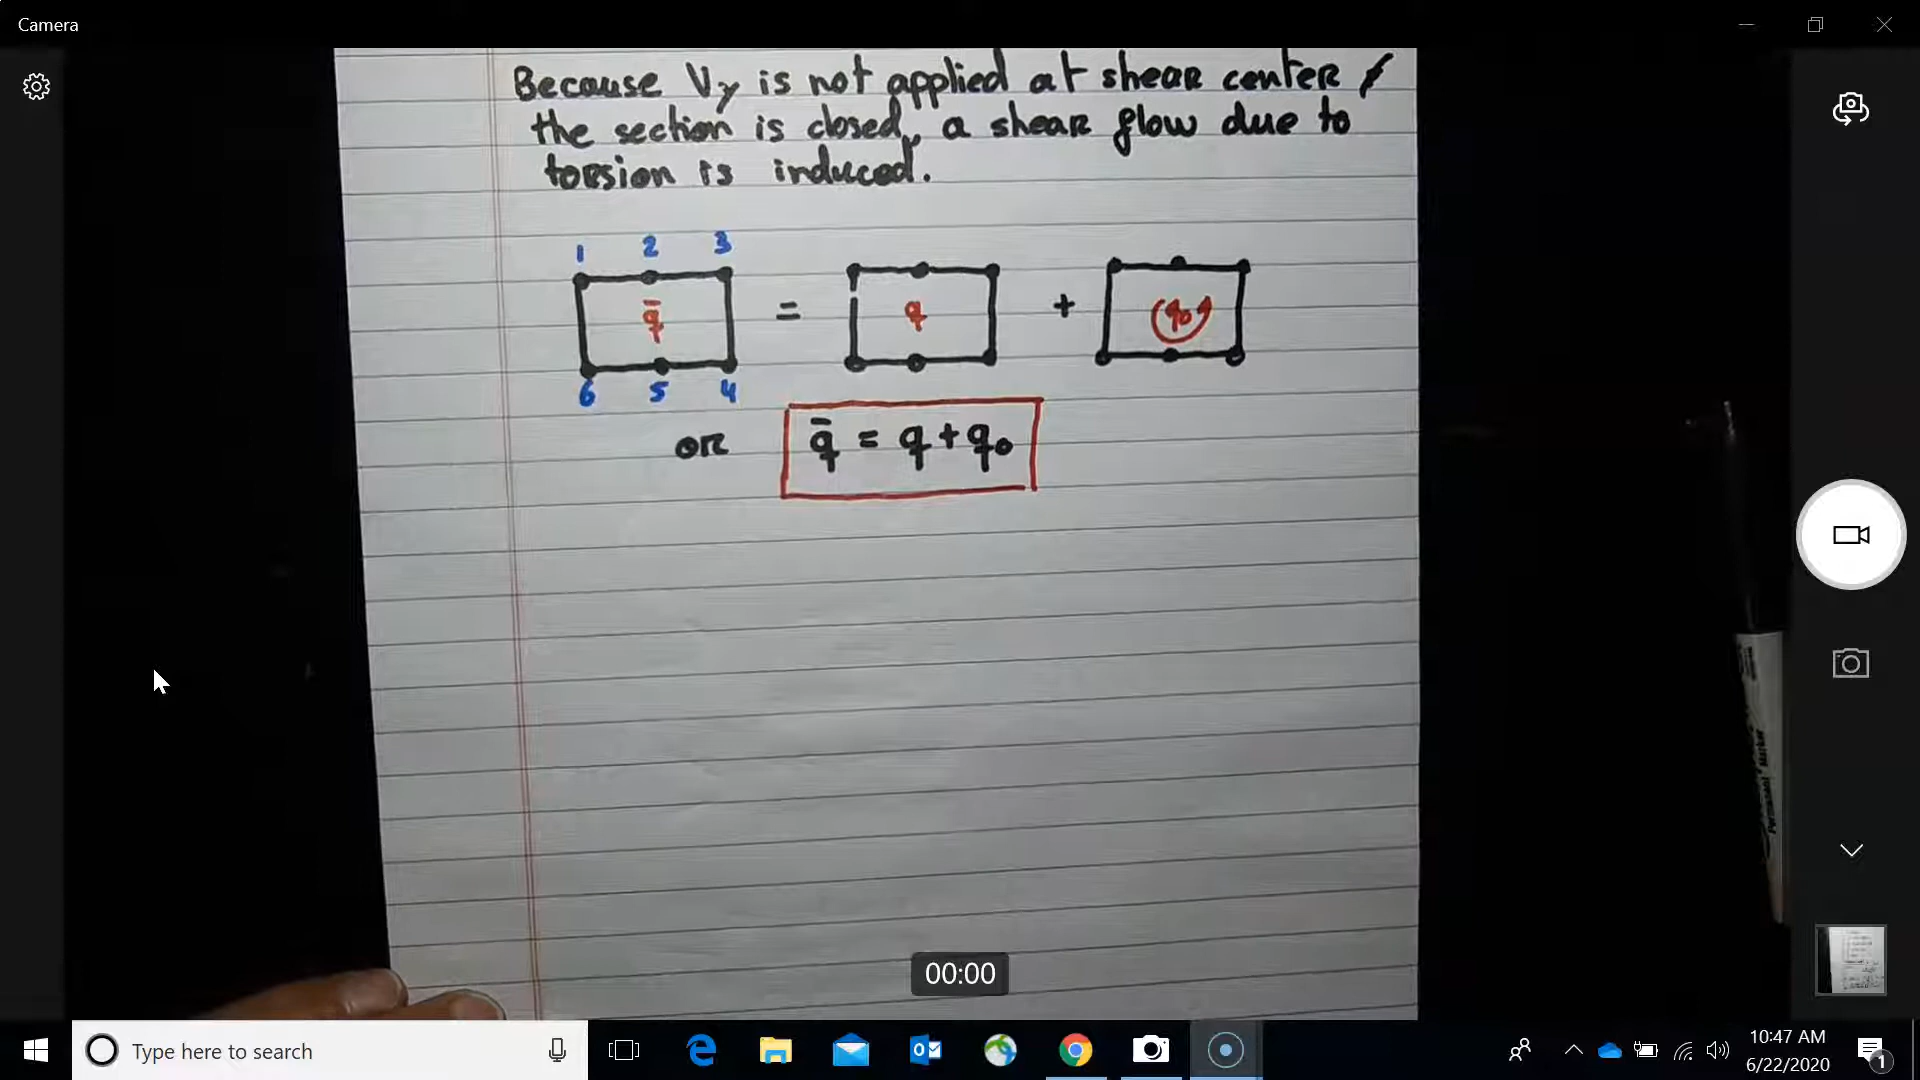 Camera
Because Vy is not applied at shear center &
the section is closed, a shear flow due to
torsion is induced.
1 2 3
q̄ = q + q₀
6 5 4
or q̄ = q + q₀
00:00
Type here to search
10:47 AM
6/22/2020
1